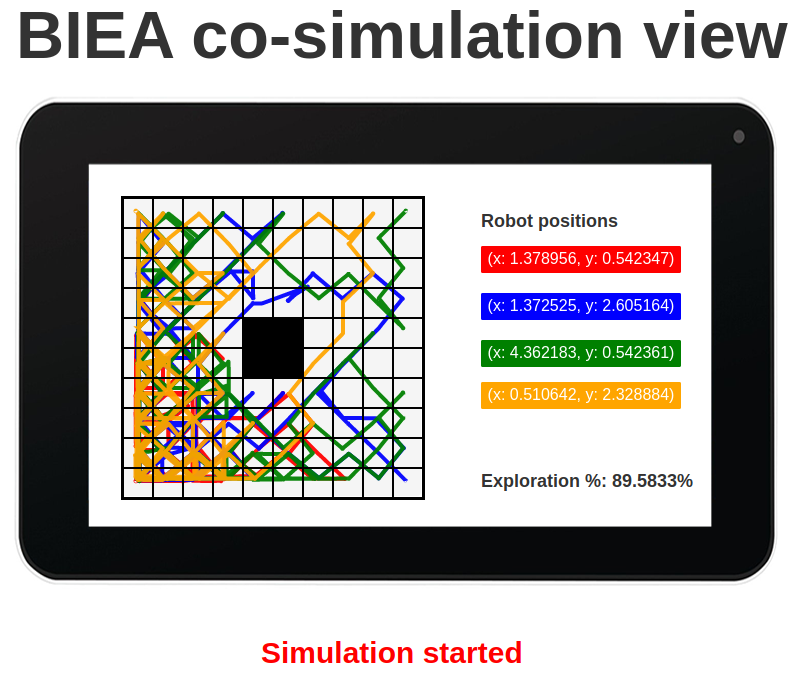 BIEA co-simulation view
Robot positions
(x: 1.378956, y: 0.542347)
(x: 1.372525, y: 2.605164)
(x: 4.362183, y: 0.542361)
(x: 0.510642, y: 2.328884)
Exploration %: 89.5833%
Simulation started